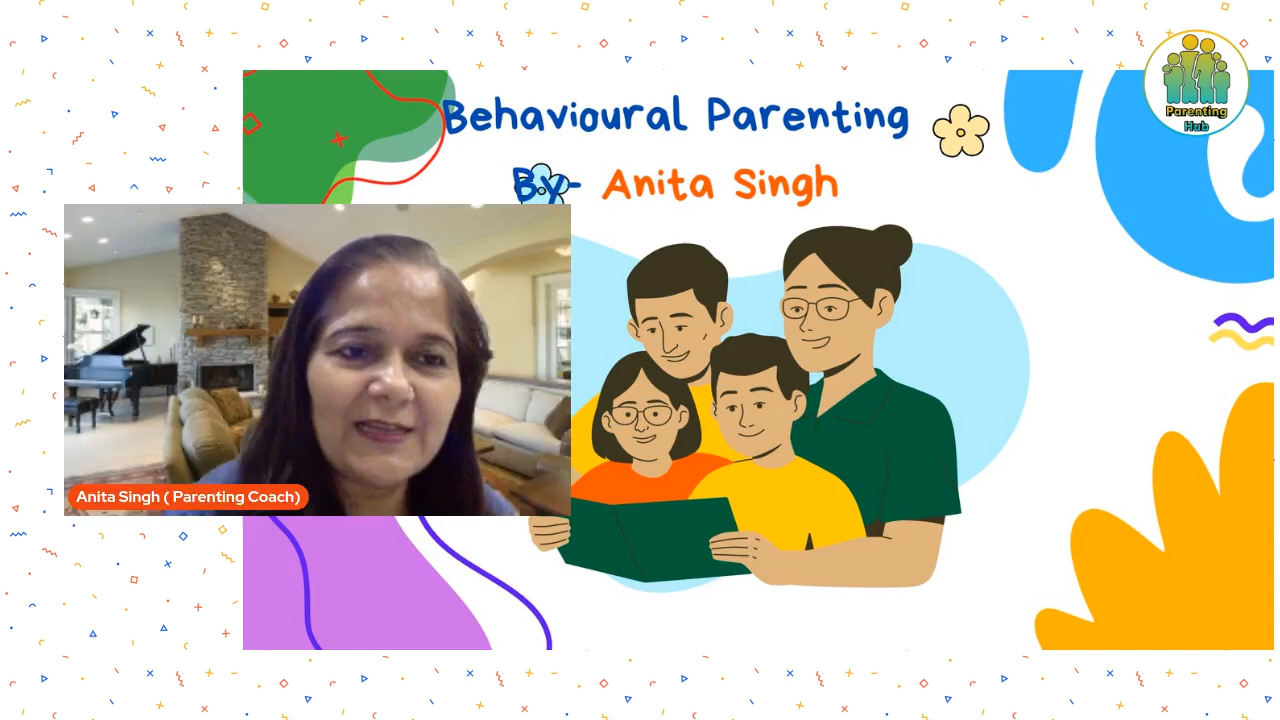 Behavioural Parenting
By- Anita Singh
Parenting
Hub
Anita Singh ( Parenting Coach)